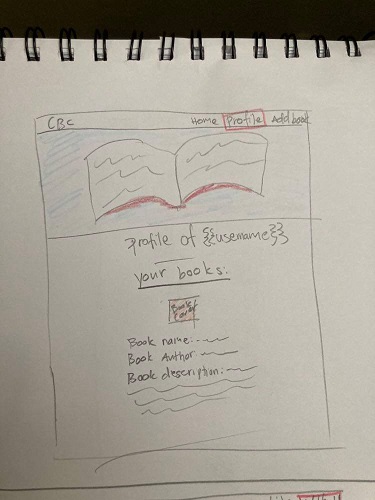 CBC Home Profile Add book
Profile of {{username}}
your books:
Book
Cover
Book name:
Book Author
Book description: